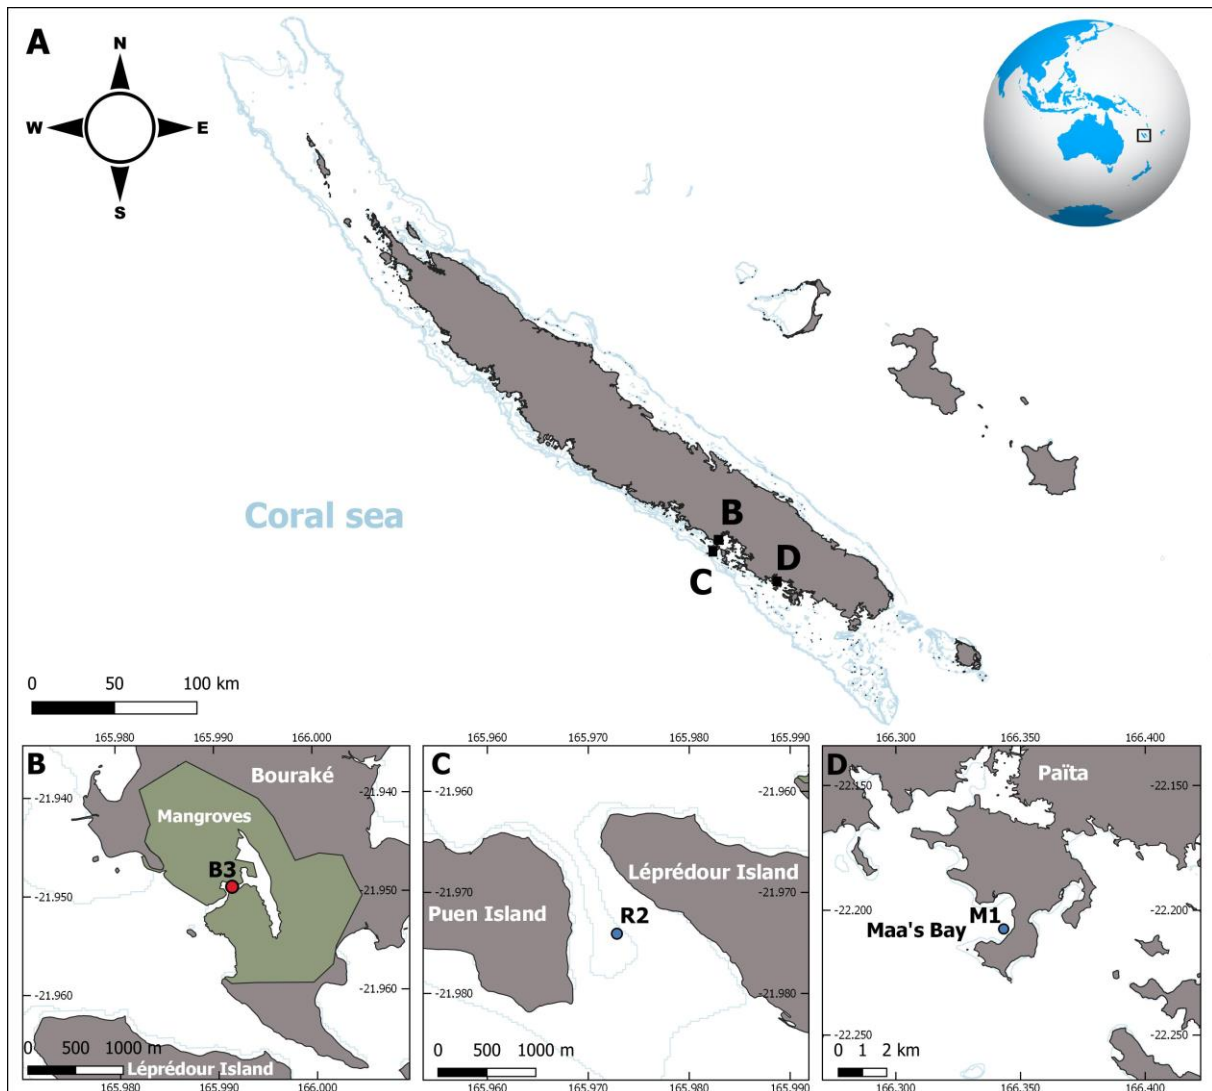 A
N
W E
S
Coral sea
B
C
D
0 50 100 km
165.980 165.990 166.000
B
Bouraké
-21.940 -21.940
Mangroves
B3
-21.950 -21.950
-21.960 -21.960
0 500 1000 m
Léprédour Island
165.980 165.990 166.000
165.960 165.970 165.980 165.990
C
-21.960 -21.960
Léprédour Island
-21.970 -21.970
Puen Island
R2
-21.980 -21.980
0 500 1000 m
165.960 165.970 165.980 165.990
166.300 166.350 166.400
D
Païta
-22.150 -22.150
-22.200 -22.200
M1
Maa's Bay
-22.250 -22.250
0 1 2 km
166.300 166.350 166.400